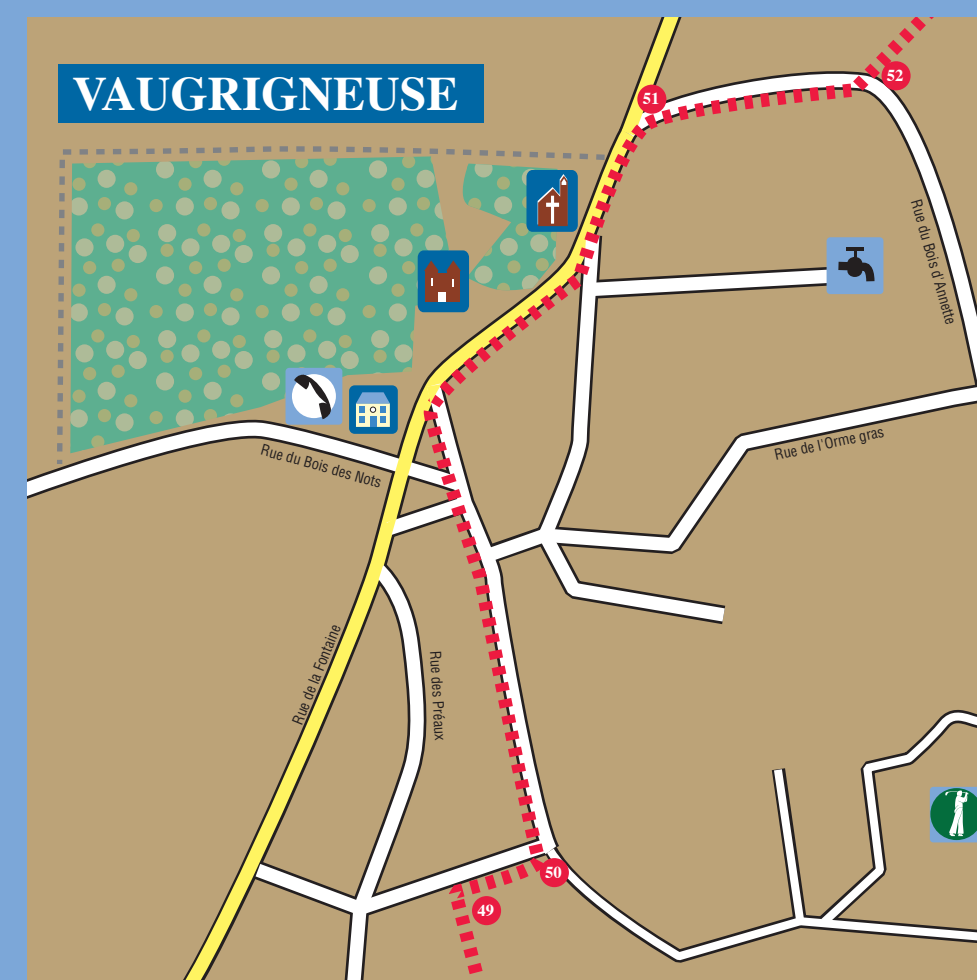 VAUGRIGNEUSE
52
51
Rue du Bois d'Annette
Rue du Bois des Nots
Rue de l'Orme gras
Rue de la Fontaine
Rue des Préaux
50
49